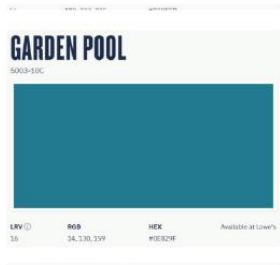 GARDEN POOL
5003-10C
LRV RGB HEX Available at Lowe's
16 14, 130, 159 #0E829F